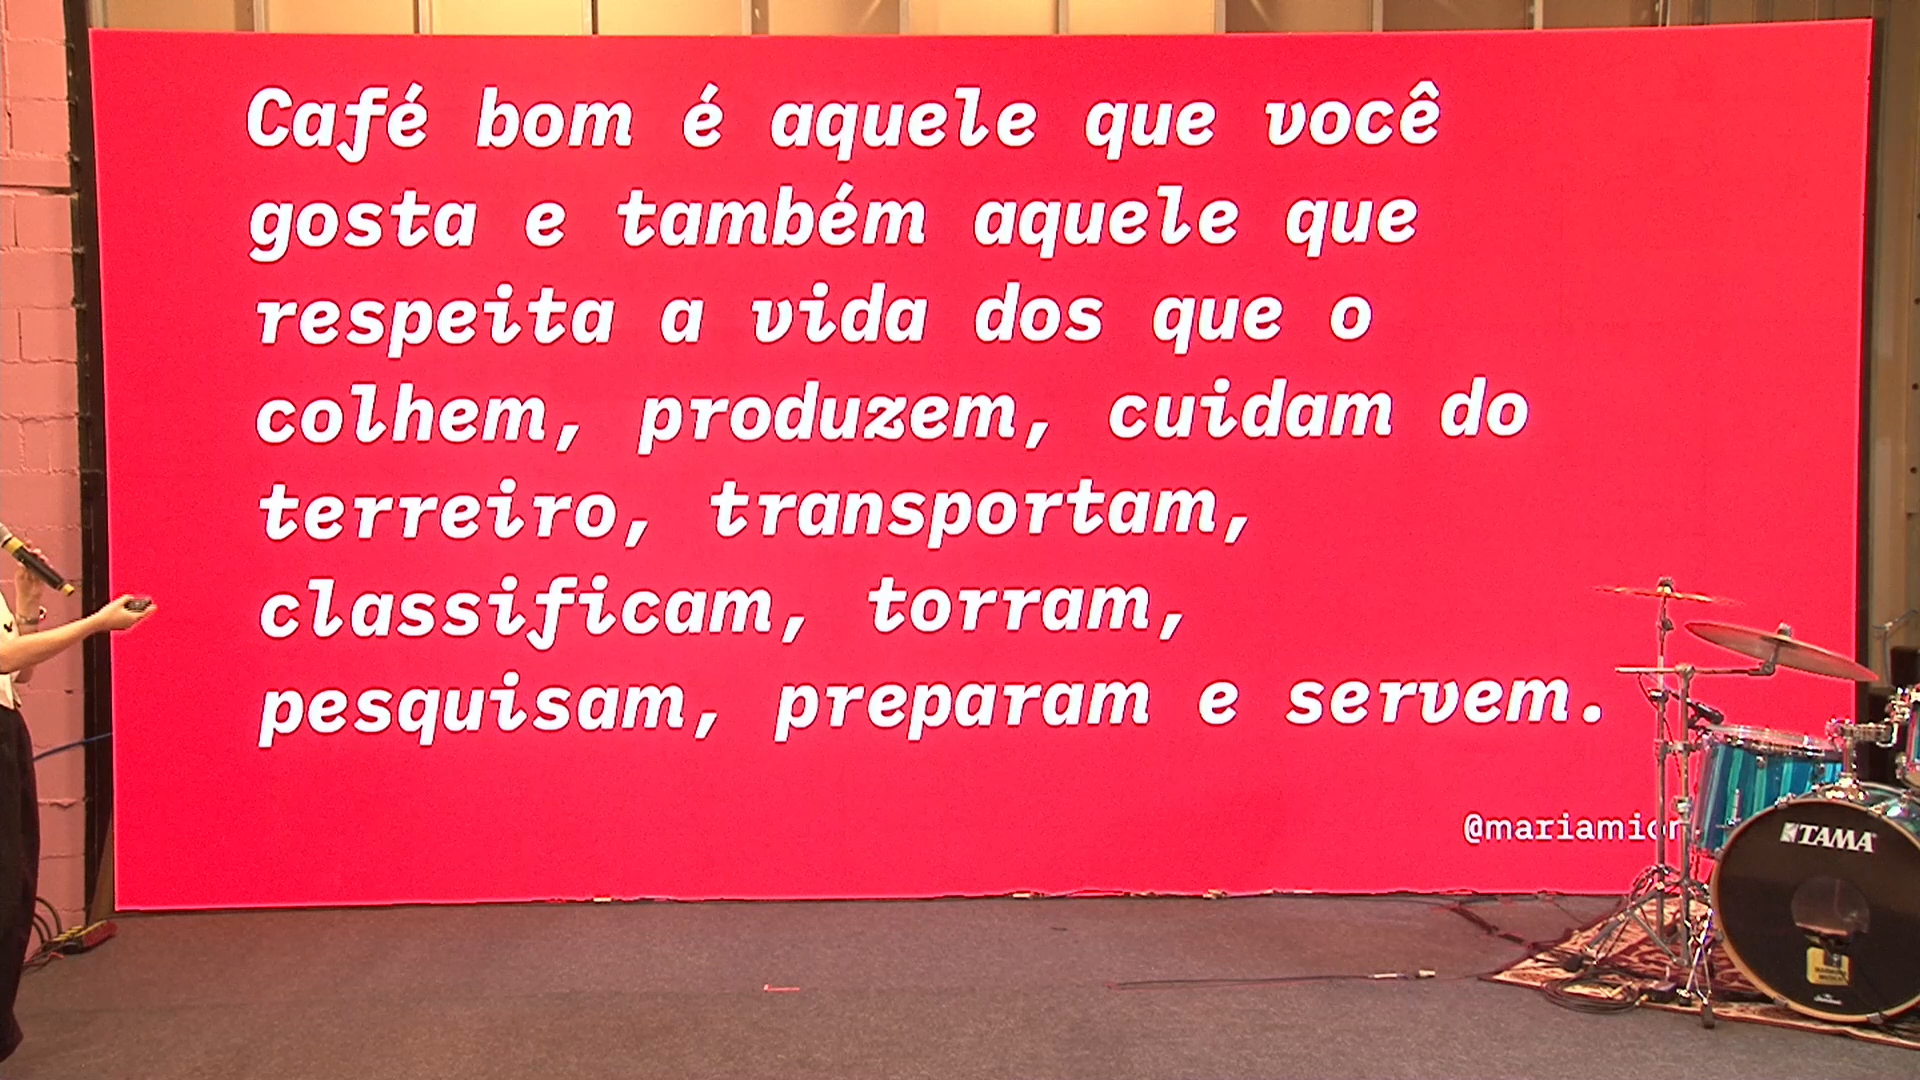 Café bom é aquele que você
gosta e também aquele que
respeita a vida dos que o
colhem, produzem, cuidam do
terreiro, transportam,
classificam, torram,
pesquisam, preparam e servem.
TAMA